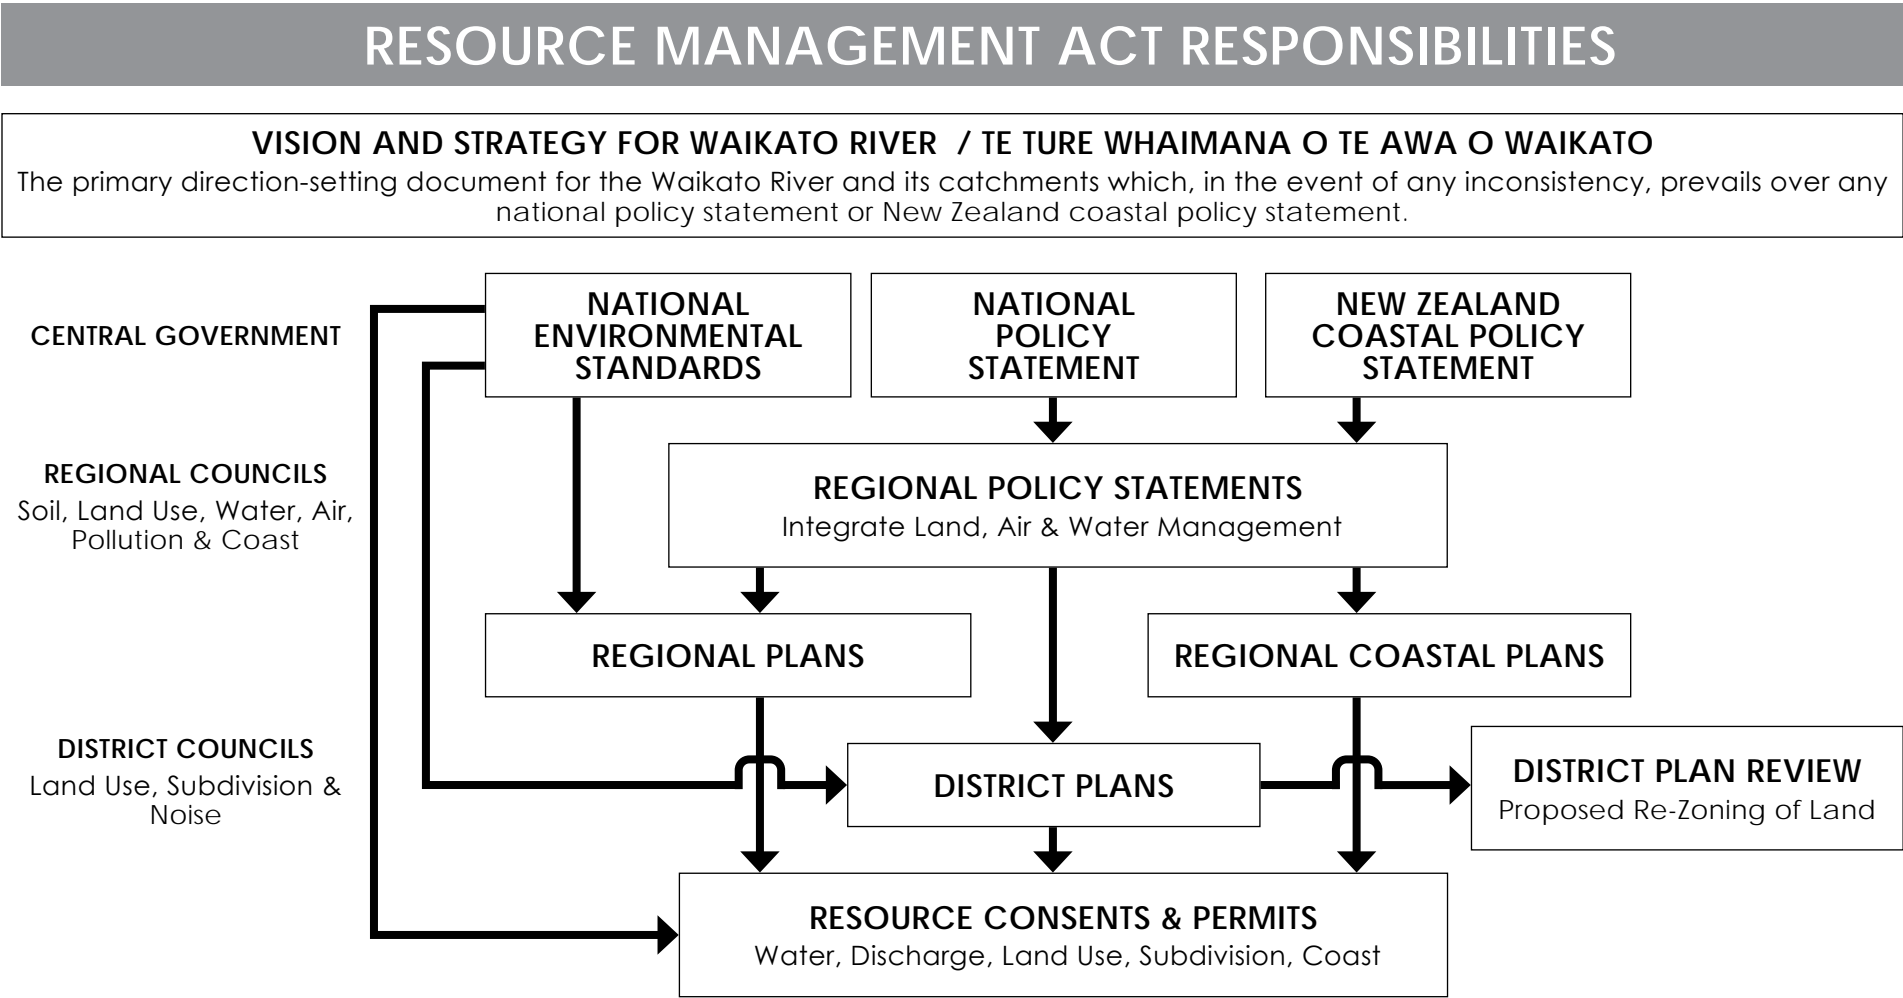 RESOURCE MANAGEMENT ACT RESPONSIBILITIES
VISION AND STRATEGY FOR WAIKATO RIVER / TE TURE WHAIMANA O TE AWA O WAIKATO
The primary direction-setting document for the Waikato River and its catchments which, in the event of any inconsistency, prevails over any
national policy statement or New Zealand coastal policy statement.
CENTRAL GOVERNMENT
NATIONAL
ENVIRONMENTAL
STANDARDS
NATIONAL
POLICY
STATEMENT
NEW ZEALAND
COASTAL POLICY
STATEMENT
REGIONAL COUNCILS
Soil, Land Use, Water, Air,
Pollution & Coast
REGIONAL POLICY STATEMENTS
Integrate Land, Air & Water Management
REGIONAL PLANS
REGIONAL COASTAL PLANS
DISTRICT COUNCILS
Land Use, Subdivision &
Noise
DISTRICT PLANS
DISTRICT PLAN REVIEW
Proposed Re-Zoning of Land
RESOURCE CONSENTS & PERMITS
Water, Discharge, Land Use, Subdivision, Coast